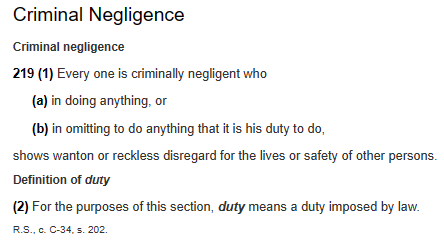 Criminal Negligence
Criminal negligence
219 (1) Every one is criminally negligent who
(a) in doing anything, or
(b) in omitting to do anything that it is his duty to do,
shows wanton or reckless disregard for the lives or safety of other persons.
Definition of duty
(2) For the purposes of this section, duty means a duty imposed by law.
R.S., c. C-34, s. 202.